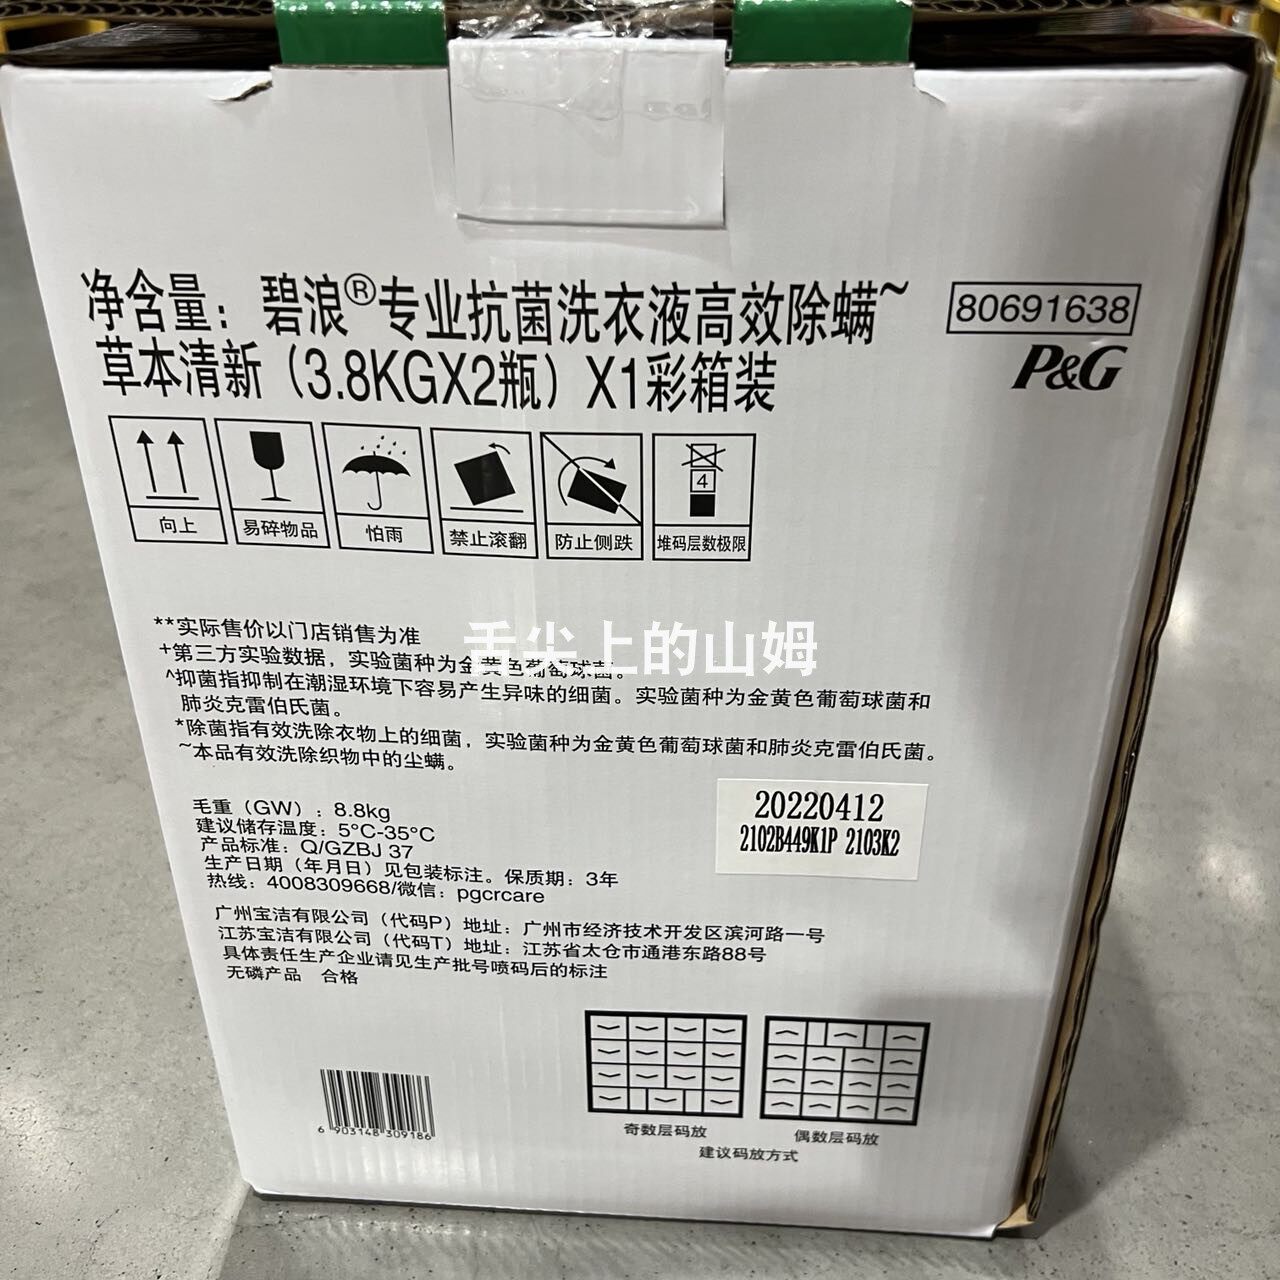 净含量：碧浪®专业抗菌洗衣液高效除螨~
草本清新（3.8KGX2瓶）X1彩箱装
80691638
P&G
向上
易碎物品
怕雨
禁止滚翻
防止侧跌
4
堆码层数极限
**实际售价以门店销售为准
+第三方实验数据，实验菌种为金黄色葡萄球菌。
^抑菌指抑制在潮湿环境下容易产生异味的细菌。实验菌种为金黄色葡萄球菌和
肺炎克雷伯氏菌。
*除菌指有效洗除衣物上的细菌，实验菌种为金黄色葡萄球菌和肺炎克雷伯氏菌。
~本品有效洗除织物中的尘螨。
舌尖上的山姆
毛重（GW）：8.8kg
建议储存温度：5°C-35°C
产品标准：Q/GZBJ 37
生产日期（年月日）见包装标注。保质期：3年
热线：4008309668/微信：pgcrcare
20220412
2102B449K1P 2103K2
广州宝洁有限公司（代码P）地址：广州市经济技术开发区滨河路一号
江苏宝洁有限公司（代码T）地址：江苏省太仓市通港东路88号
具体责任生产企业请见生产批号喷码后的标注
无磷产品 合格
6 903148 309186
奇数层码放
偶数层码放
建议码放方式